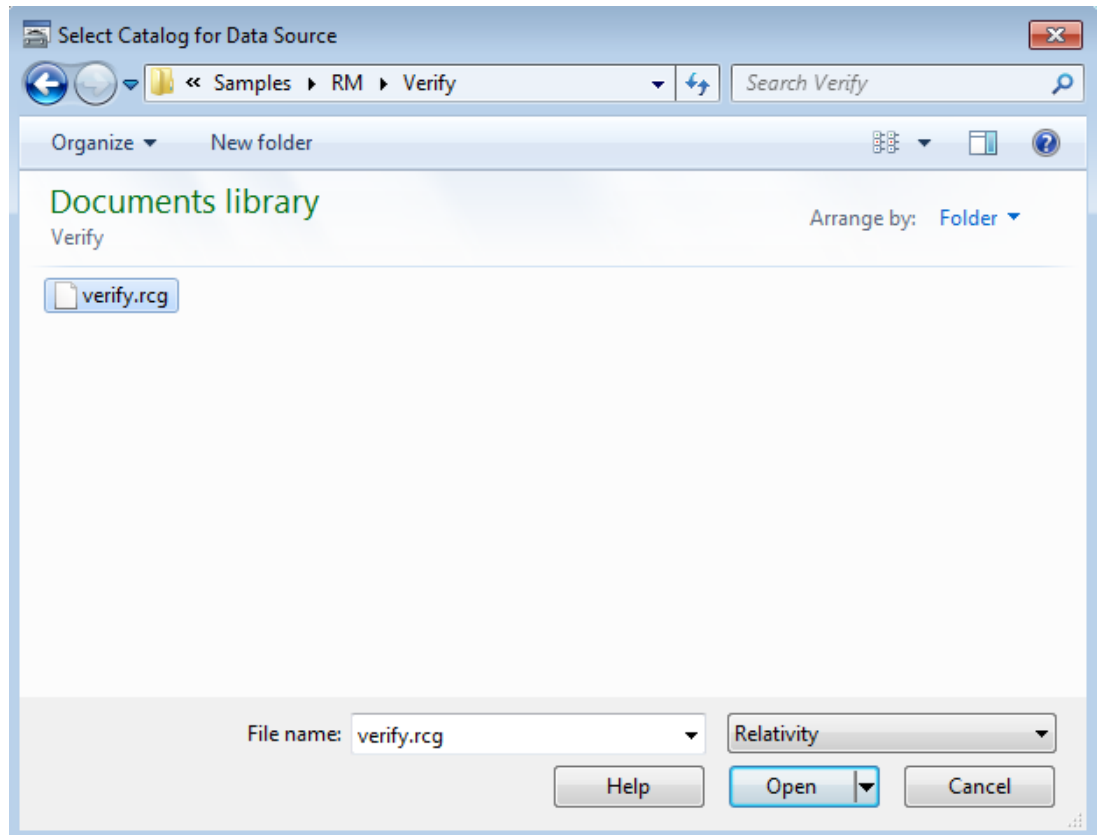 Select Catalog for Data Source
« Samples ▸ RM ▸ Verify
Search Verify
Organize New folder
Documents library
Verify
Arrange by: Folder
verify.rcg
File name: verify.rcg Relativity
Help Open Cancel